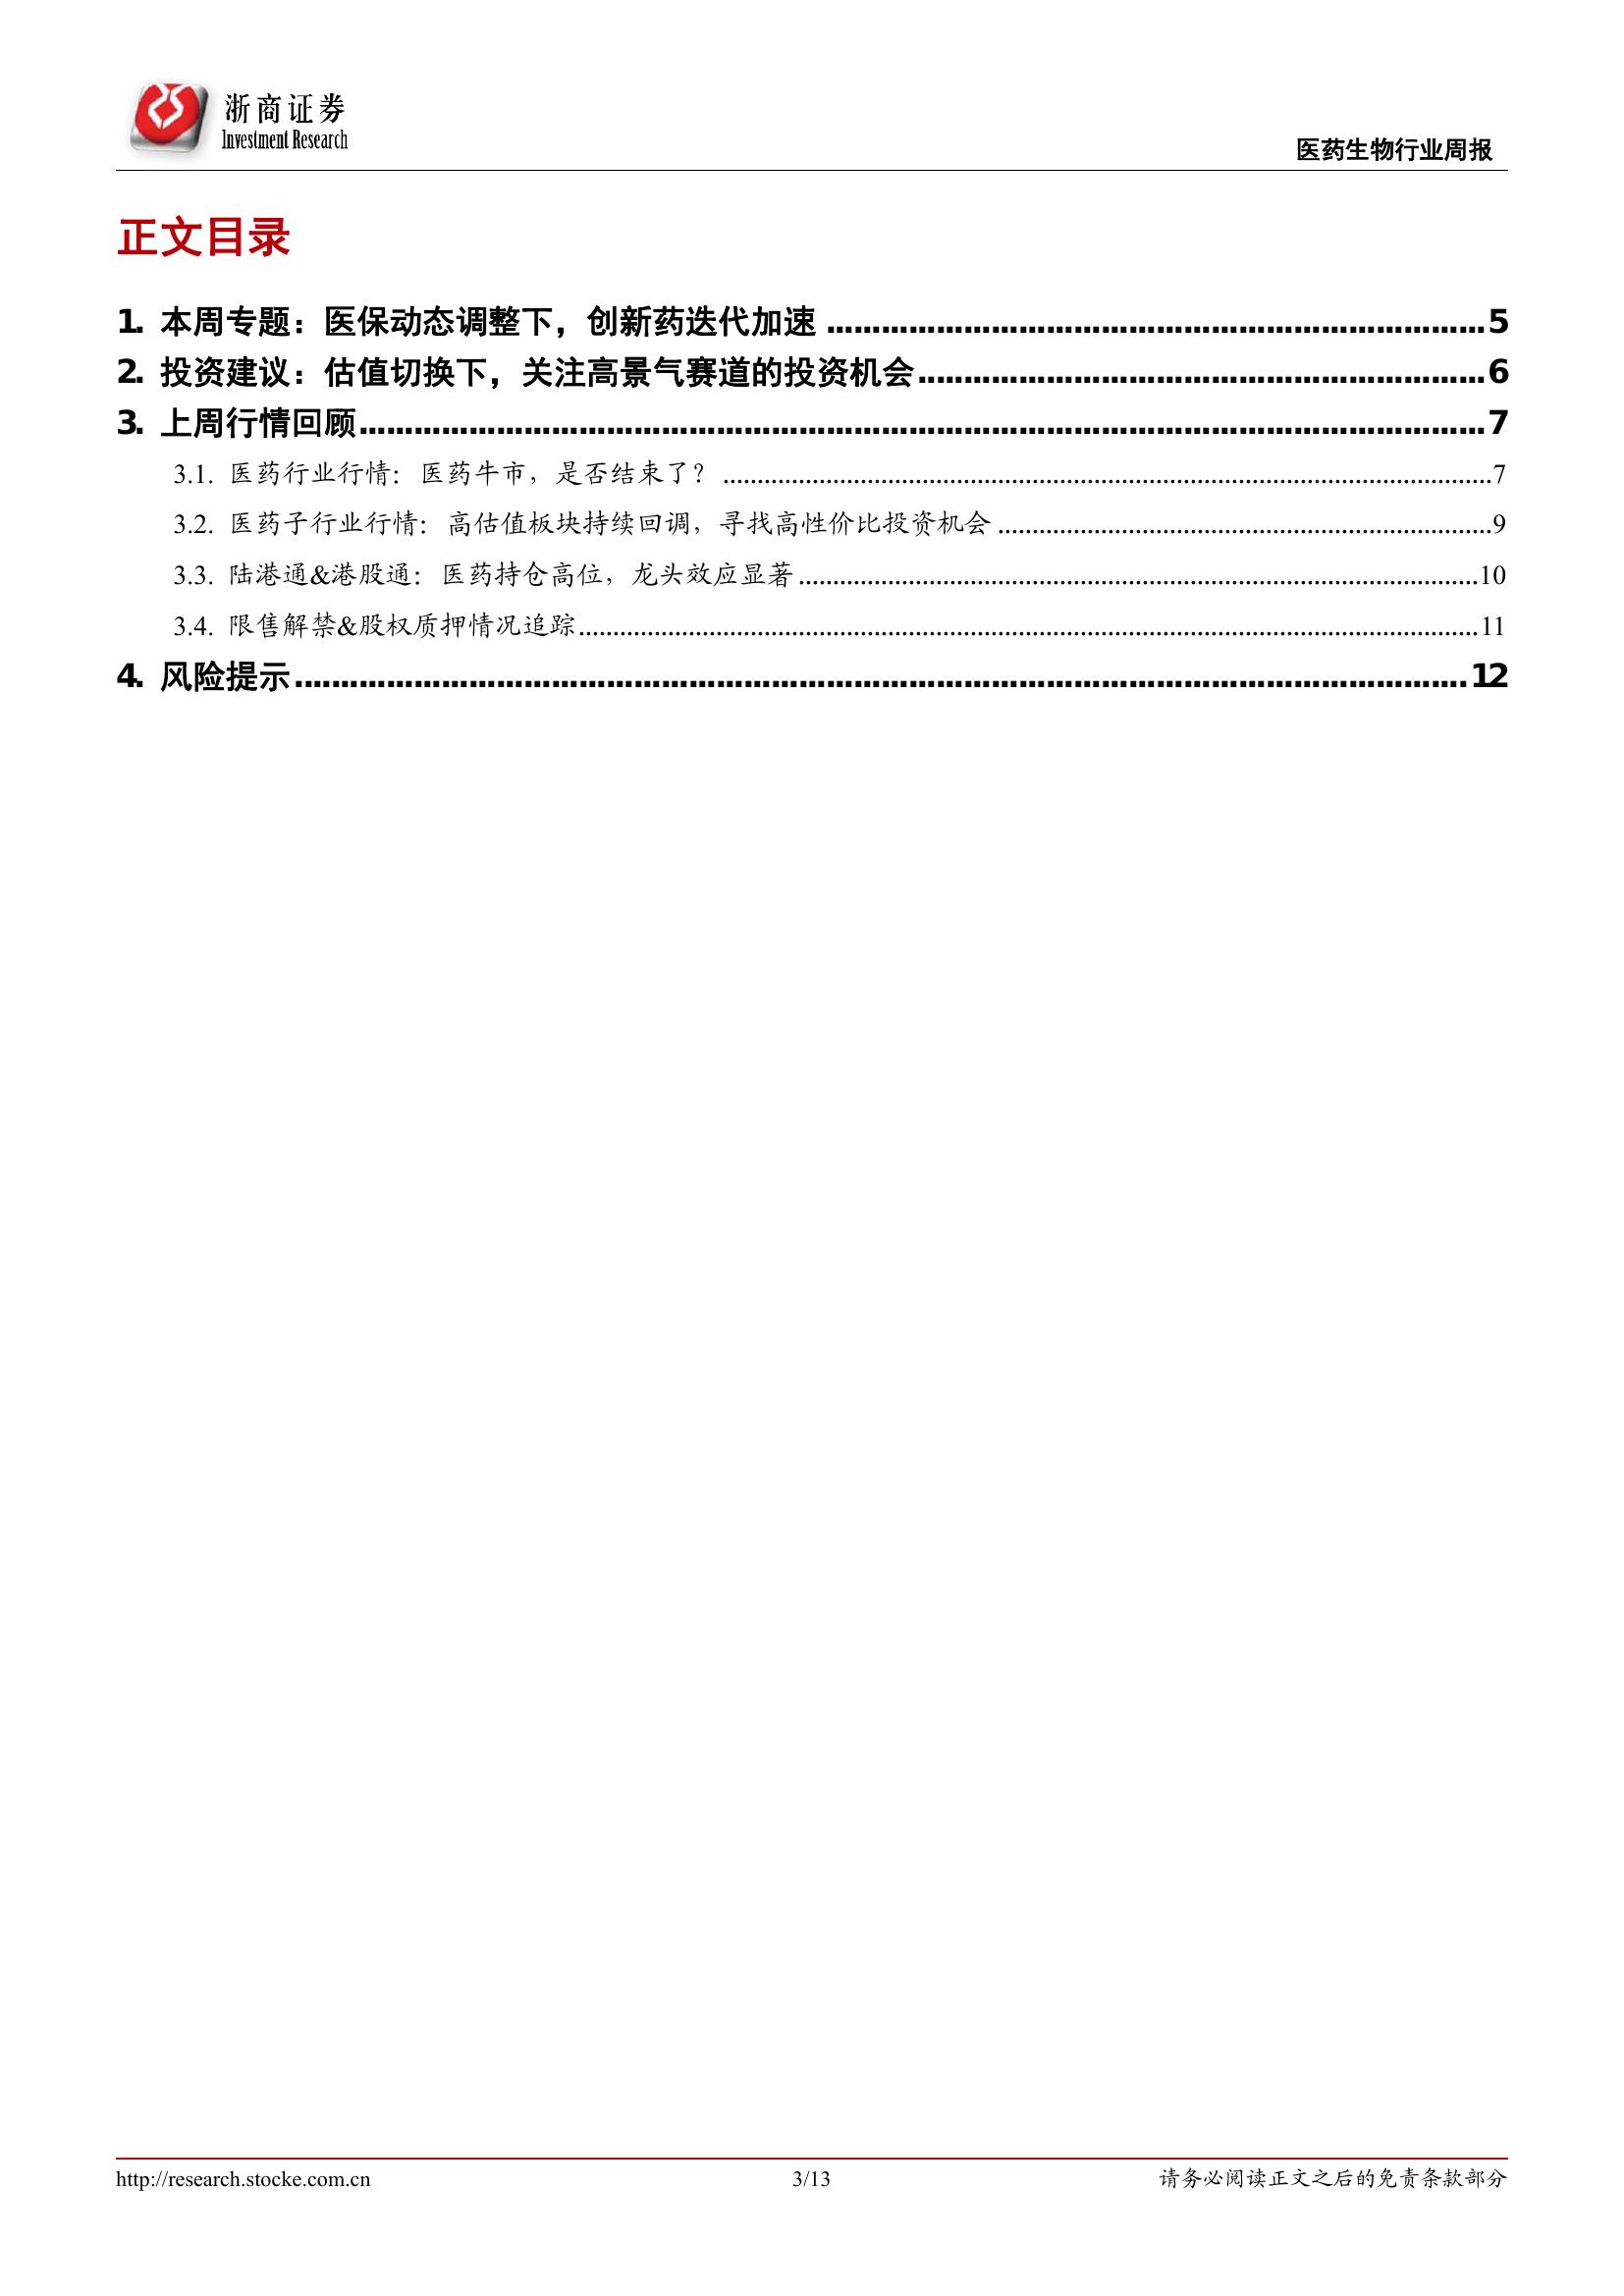 浙商证券
Investment Research
医药生物行业周报
正文目录
1. 本周专题：医保动态调整下，创新药迭代加速 ........................................................................ 5
2. 投资建议：估值切换下，关注高景气赛道的投资机会.............................................................. 6
3. 上周行情回顾........................................................................................................................... 7
3.1. 医药行业行情：医药牛市，是否结束了？ ................................................................................................................7
3.2. 医药子行业行情：高估值板块持续回调，寻找高性价比投资机会 ........................................................................9
3.3. 陆港通&港股通：医药持仓高位，龙头效应显著...................................................................................................10
3.4. 限售解禁&股权质押情况追踪...................................................................................................................................11
4. 风险提示................................................................................................................................ 12
http://research.stocke.com.cn
3/13
请务必阅读正文之后的免责条款部分